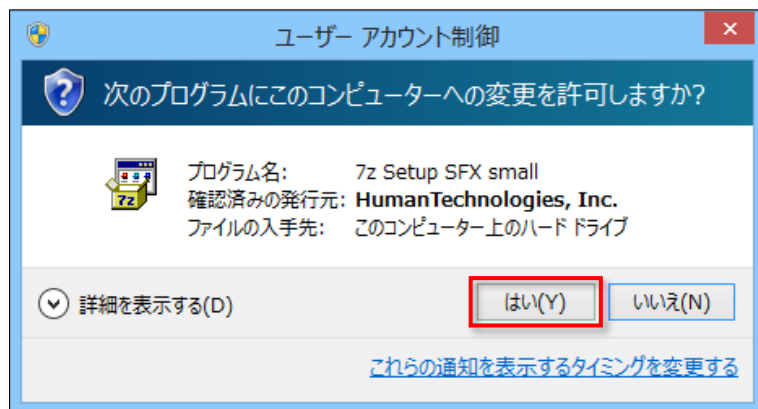 ユーザー アカウント制御
次のプログラムにこのコンピューターへの変更を許可しますか?
プログラム名: 7z Setup SFX small
確認済みの発行元: HumanTechnologies, Inc.
ファイルの入手先: このコンピューター上のハード ドライブ
7z
詳細を表示する(D) はい(Y) いいえ(N)
これらの通知を表示するタイミングを変更する